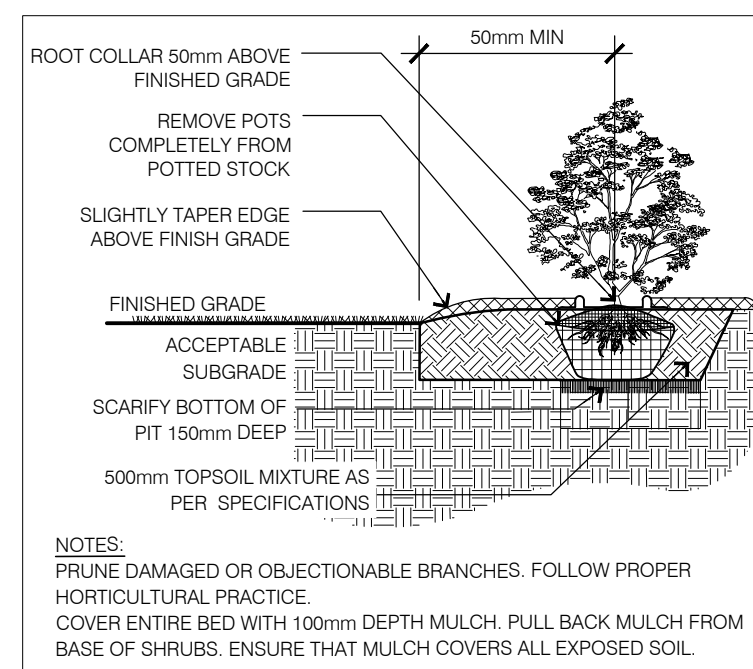 50mm MIN
ROOT COLLAR 50mm ABOVE
FINISHED GRADE
REMOVE POTS
COMPLETELY FROM
POTTED STOCK
SLIGHTLY TAPER EDGE
ABOVE FINISH GRADE
FINISHED GRADE
ACCEPTABLE
SUBGRADE
SCARIFY BOTTOM OF
PIT 150mm DEEP
500mm TOPSOIL MIXTURE AS
PER SPECIFICATIONS
NOTES:
PRUNE DAMAGED OR OBJECTIONABLE BRANCHES. FOLLOW PROPER
HORTICULTURAL PRACTICE.
COVER ENTIRE BED WITH 100mm DEPTH MULCH. PULL BACK MULCH FROM
BASE OF SHRUBS. ENSURE THAT MULCH COVERS ALL EXPOSED SOIL.